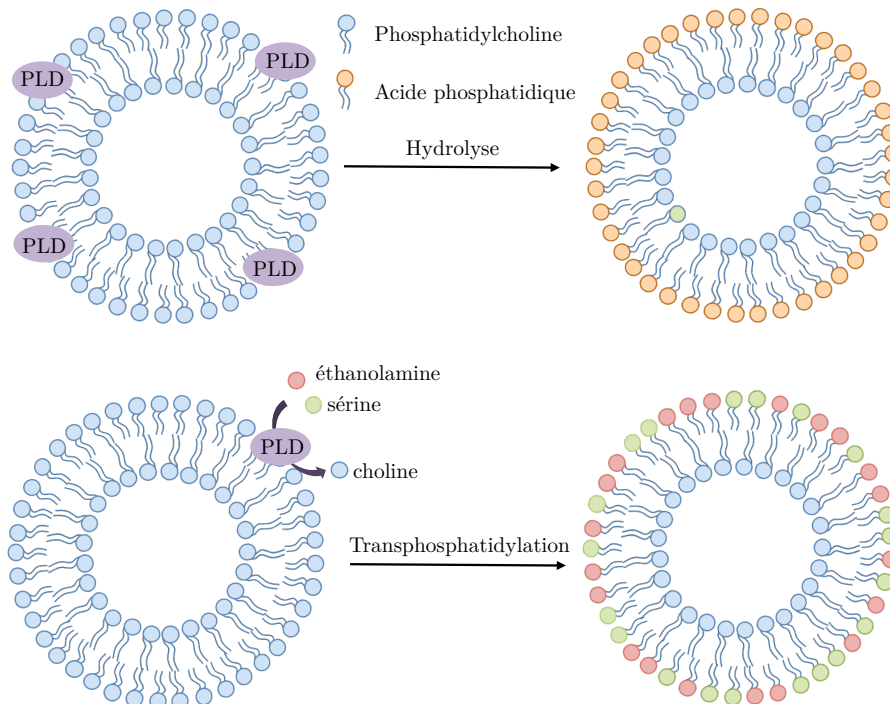 Phosphatidylcholine
PLD
PLD
Acide phosphatidique
Hydrolyse
PLD
PLD
éthanolamine
sérine
PLD
choline
Transphosphatidylation